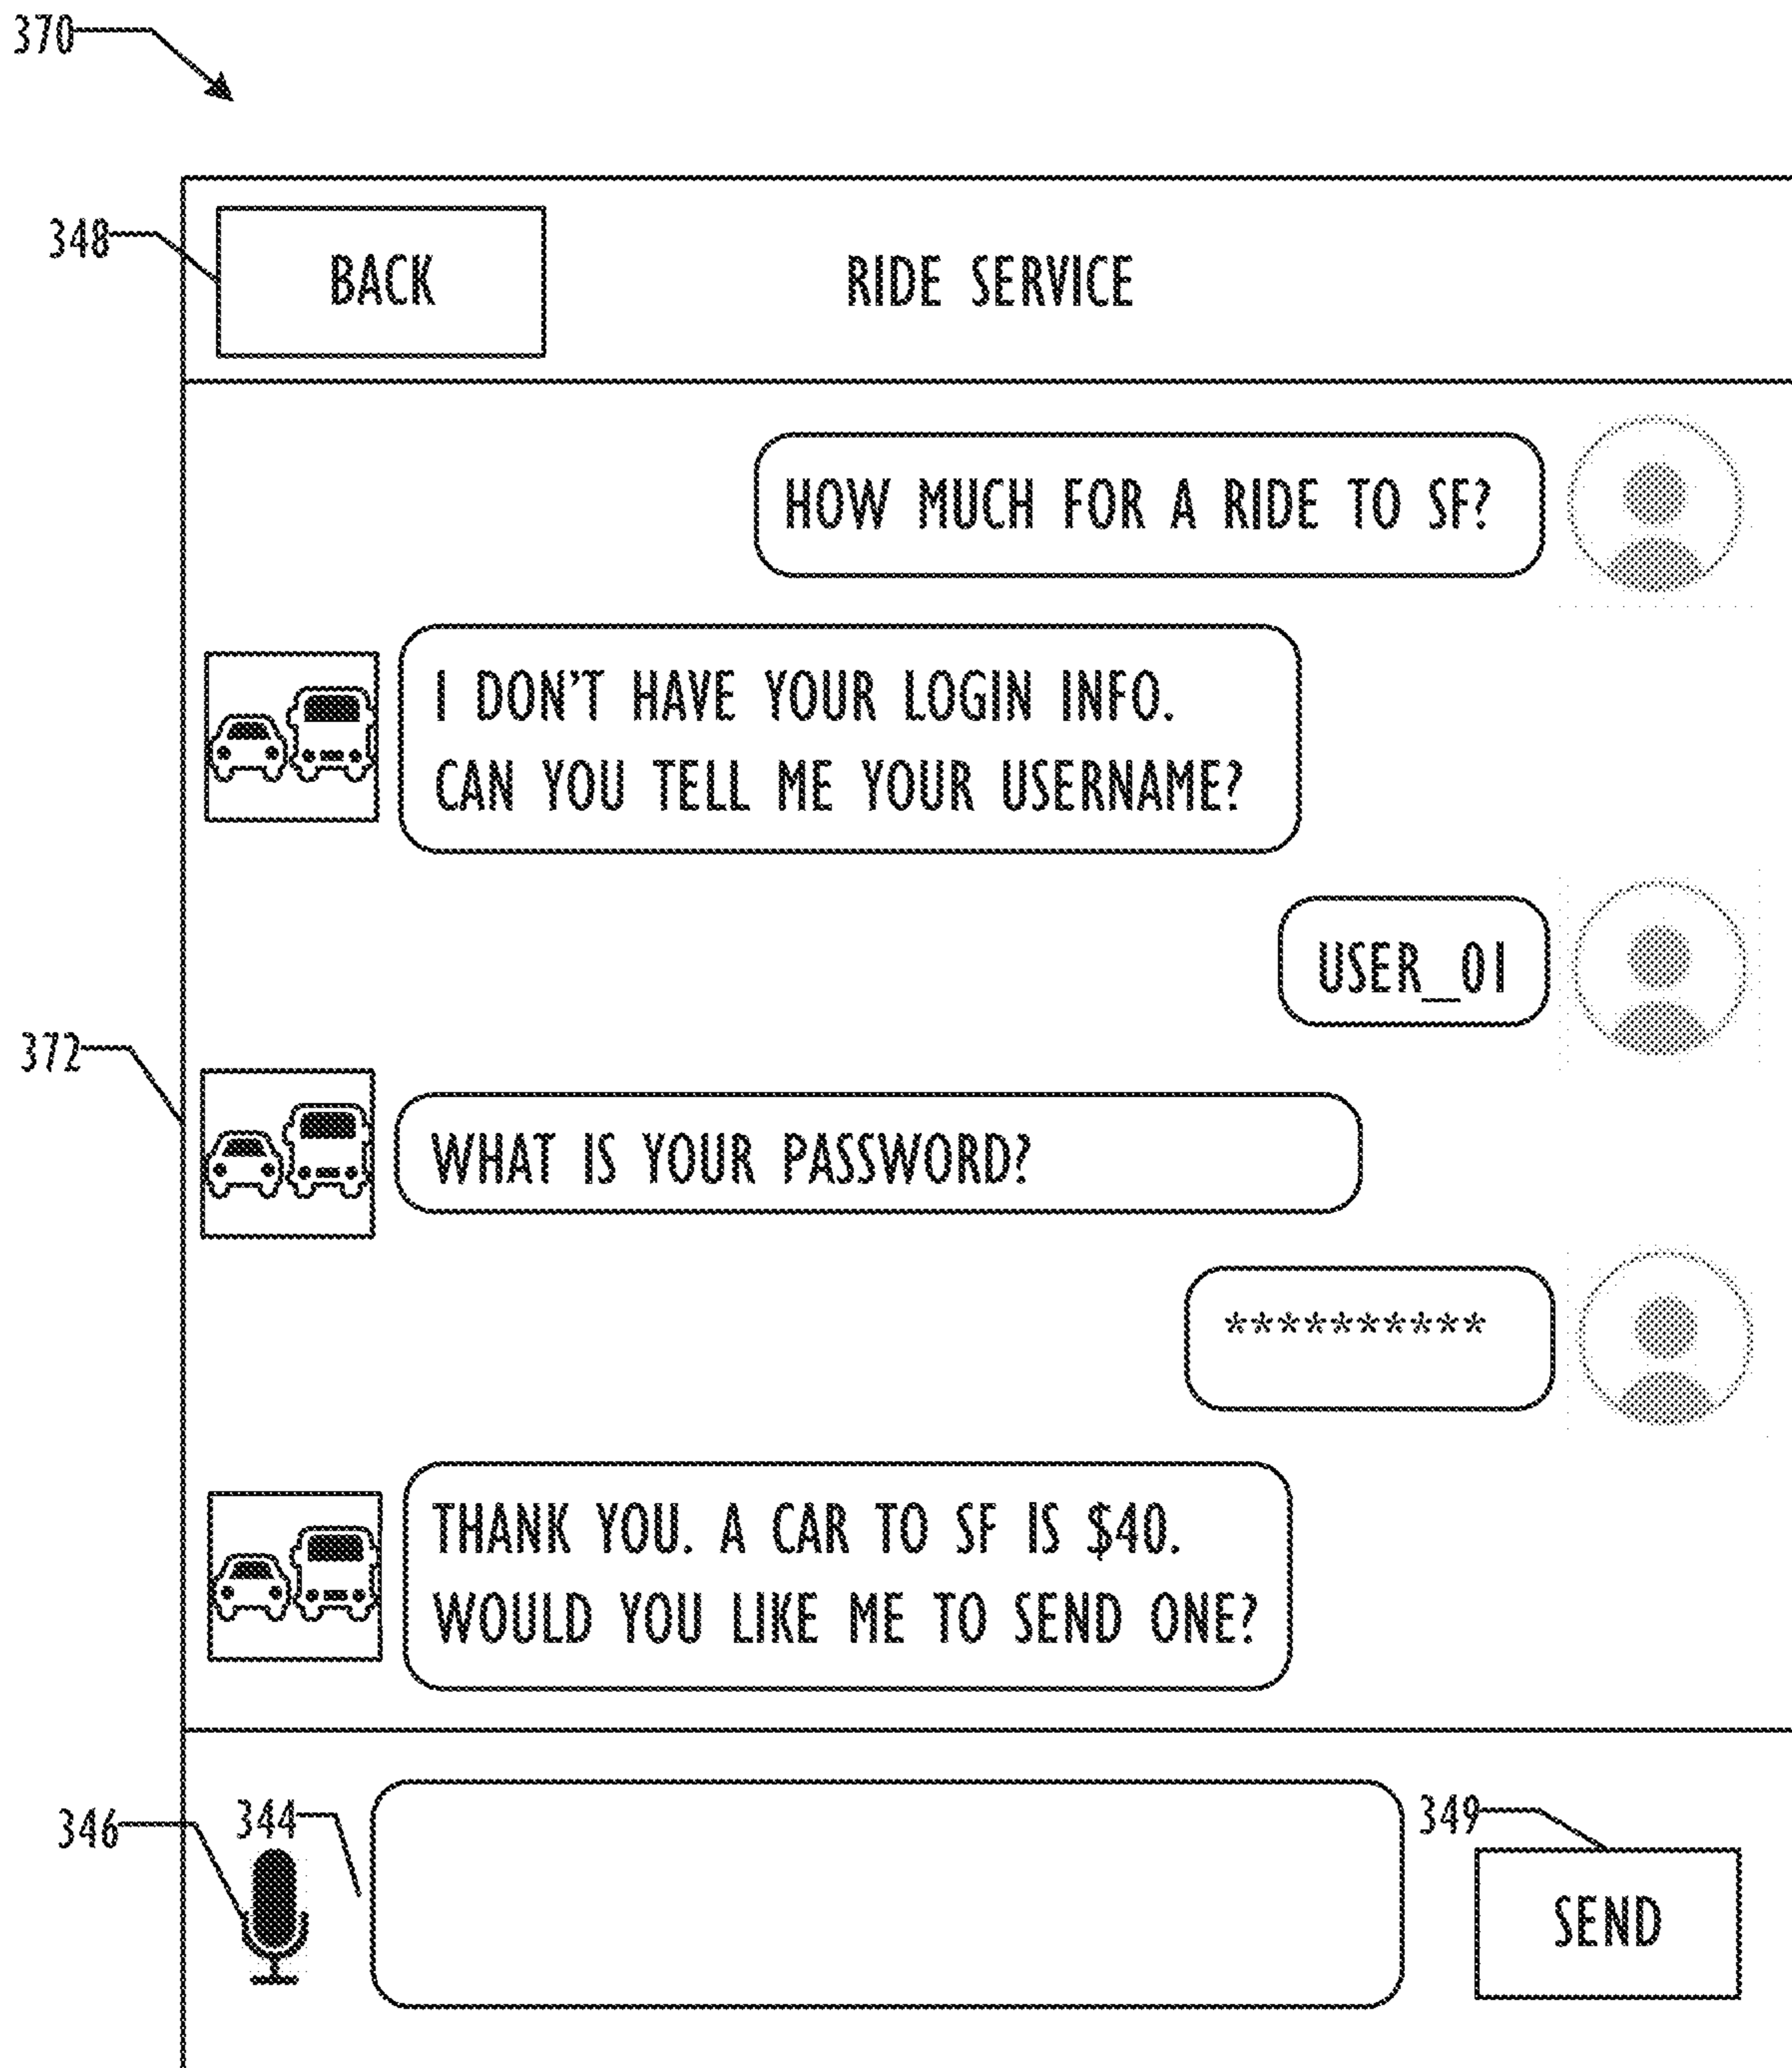 370
348
BACK
RIDE SERVICE
HOW MUCH FOR A RIDE TO SF?
I DON'T HAVE YOUR LOGIN INFO.
CAN YOU TELL ME YOUR USERNAME?
USER_01
372
WHAT IS YOUR PASSWORD?
**********
THANK YOU. A CAR TO SF IS $40.
WOULD YOU LIKE ME TO SEND ONE?
346
344
349
SEND